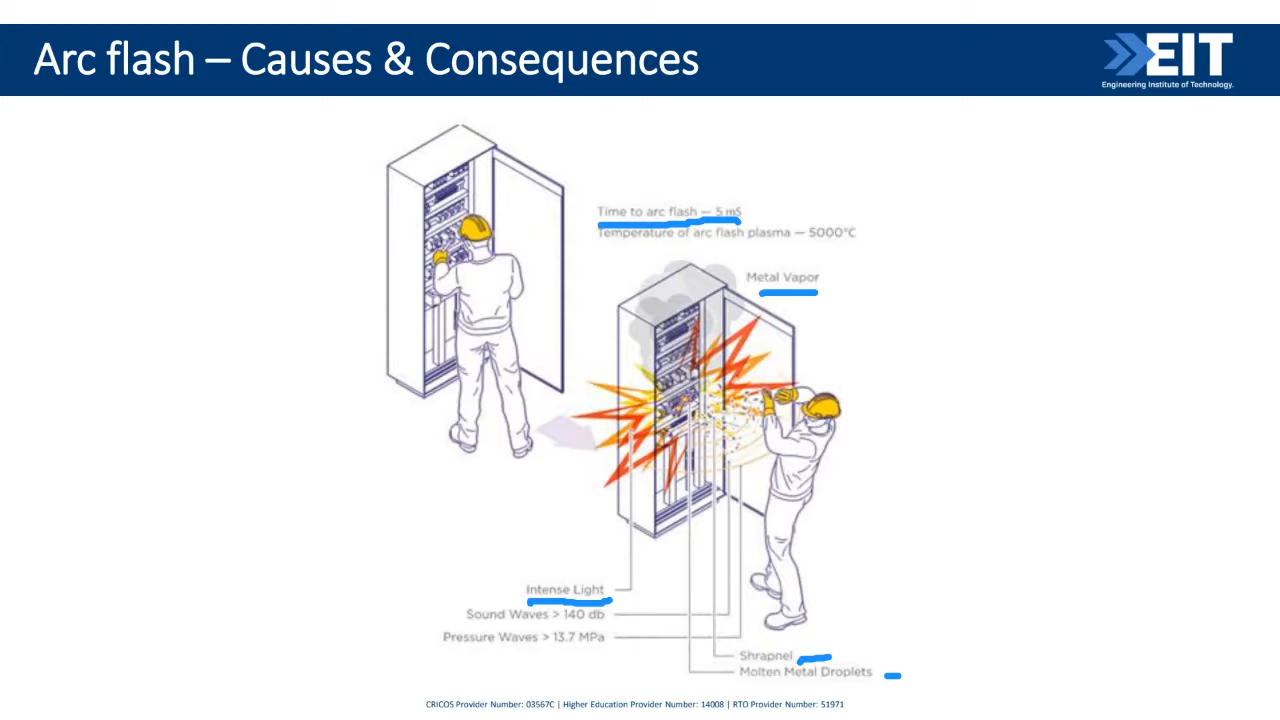 Arc flash – Causes & Consequences
EIT
Engineering Institute of Technology.
Time to arc flash — 5 mS
Temperature of arc flash plasma — 5000°C
Metal Vapor
Intense Light
Sound Waves > 140 db
Pressure Waves > 13.7 MPa
Shrapnel
Molten Metal Droplets
CRICOS Provider Number: 03567C | Higher Education Provider Number: 14008 | RTO Provider Number: 51971